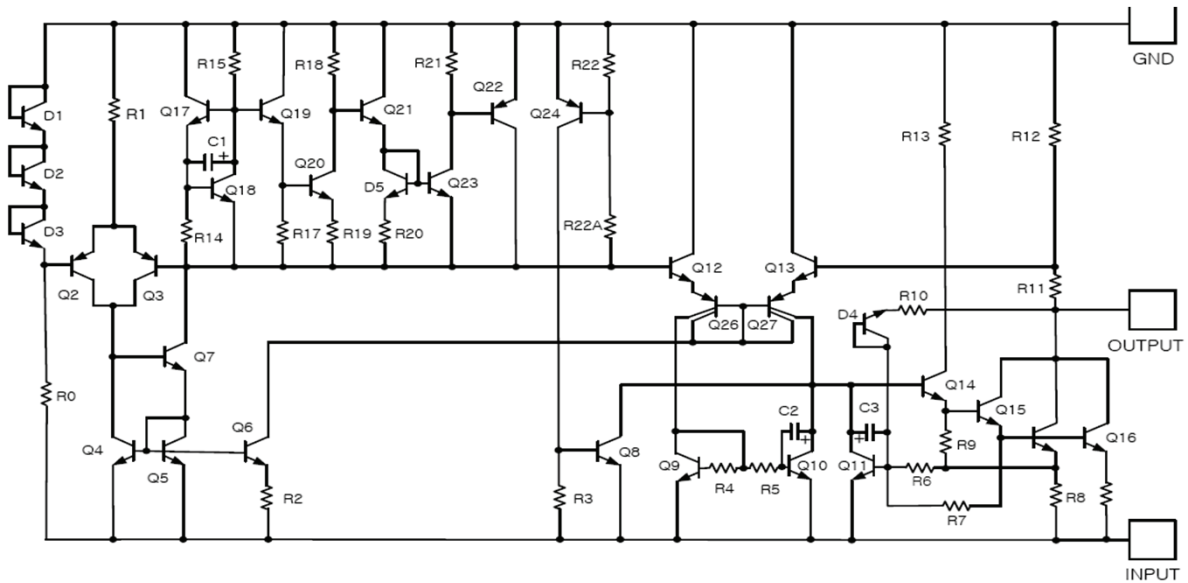 GND
R15
R18
R21
Q22
R22
D1
R1
Q17
Q19
Q21
Q24
C1
+
R13
R12
D2
Q20
Q18
D5
Q23
D3
R14
R17
R19
R20
R22A
Q2
Q3
Q12
Q13
R11
R10
D4
Q26
Q27
OUTPUT
Q7
R0
Q14
C2
C3
Q15
Q6
+
+
R9
Q16
Q4
Q5
Q8
Q9
Q10
Q11
R4
R5
R6
R2
R3
R8
R7
INPUT